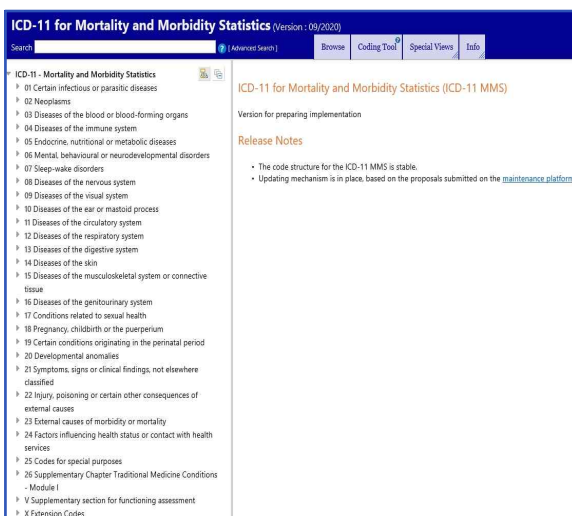 ICD-11 for Mortality and Morbidity Statistics (Version : 09/2020)
Search ? [ Advanced Search ] Browse Coding Tool ? Special Views Info
ICD-11 - Mortality and Morbidity Statistics
01 Certain infectious or parasitic diseases
02 Neoplasms
03 Diseases of the blood or blood-forming organs
04 Diseases of the immune system
05 Endocrine, nutritional or metabolic diseases
06 Mental, behavioural or neurodevelopmental disorders
07 Sleep-wake disorders
08 Diseases of the nervous system
09 Diseases of the visual system
10 Diseases of the ear or mastoid process
11 Diseases of the circulatory system
12 Diseases of the respiratory system
13 Diseases of the digestive system
14 Diseases of the skin
15 Diseases of the musculoskeletal system or connective
tissue
16 Diseases of the genitourinary system
17 Conditions related to sexual health
18 Pregnancy, childbirth or the puerperium
19 Certain conditions originating in the perinatal period
20 Developmental anomalies
21 Symptoms, signs or clinical findings, not elsewhere
classified
22 Injury, poisoning or certain other consequences of
external causes
23 External causes of morbidity or mortality
24 Factors influencing health status or contact with health
services
25 Codes for special purposes
26 Supplementary Chapter Traditional Medicine Conditions
- Module I
V Supplementary section for functioning assessment
X Extension Codes
ICD-11 for Mortality and Morbidity Statistics (ICD-11 MMS)
Version for preparing implementation
Release Notes
• The code structure for the ICD-11 MMS is stable.
• Updating mechanism is in place, based on the proposals submitted on the maintenance platform